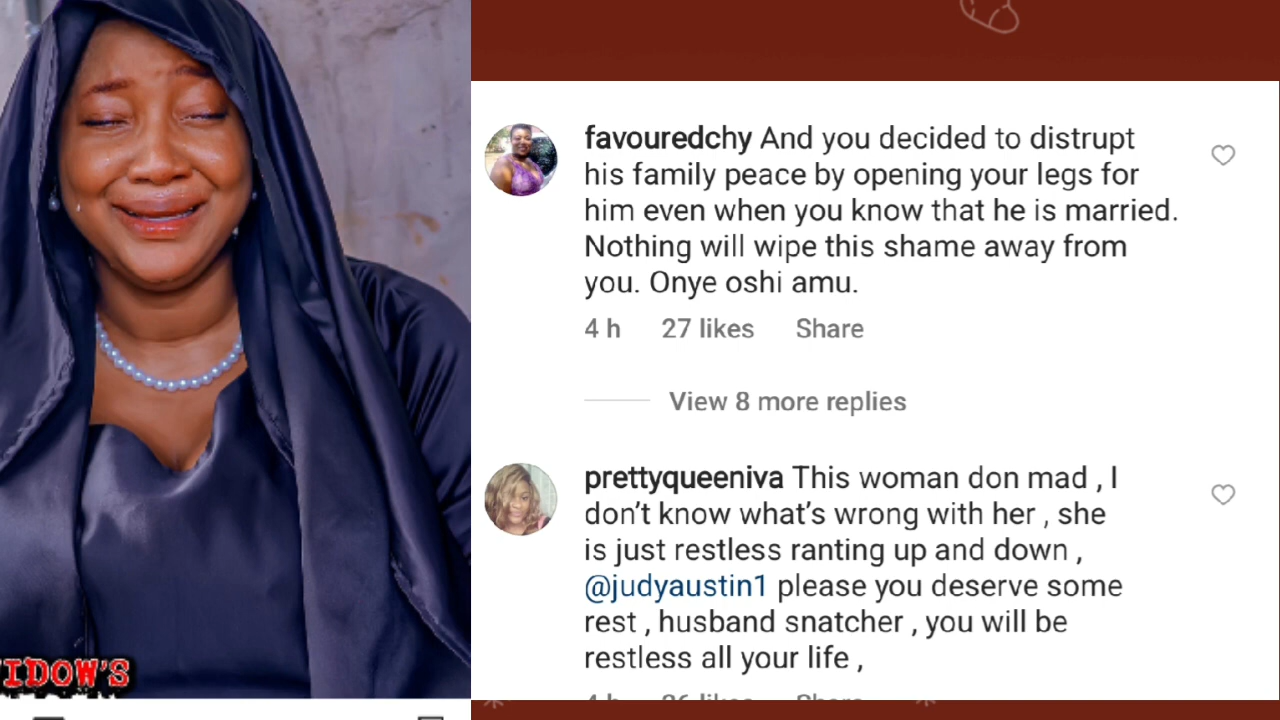 IDOW'S
favouredchy And you decided to distrupt
his family peace by opening your legs for
him even when you know that he is married.
Nothing will wipe this shame away from
you. Onye oshi amu.
4 h 27 likes Share
View 8 more replies
prettyqueeniva This woman don mad , I
don't know what's wrong with her , she
is just restless ranting up and down ,
@judyaustin1 please you deserve some
rest , husband snatcher , you will be
restless all your life ,
4 h 26 likes Share